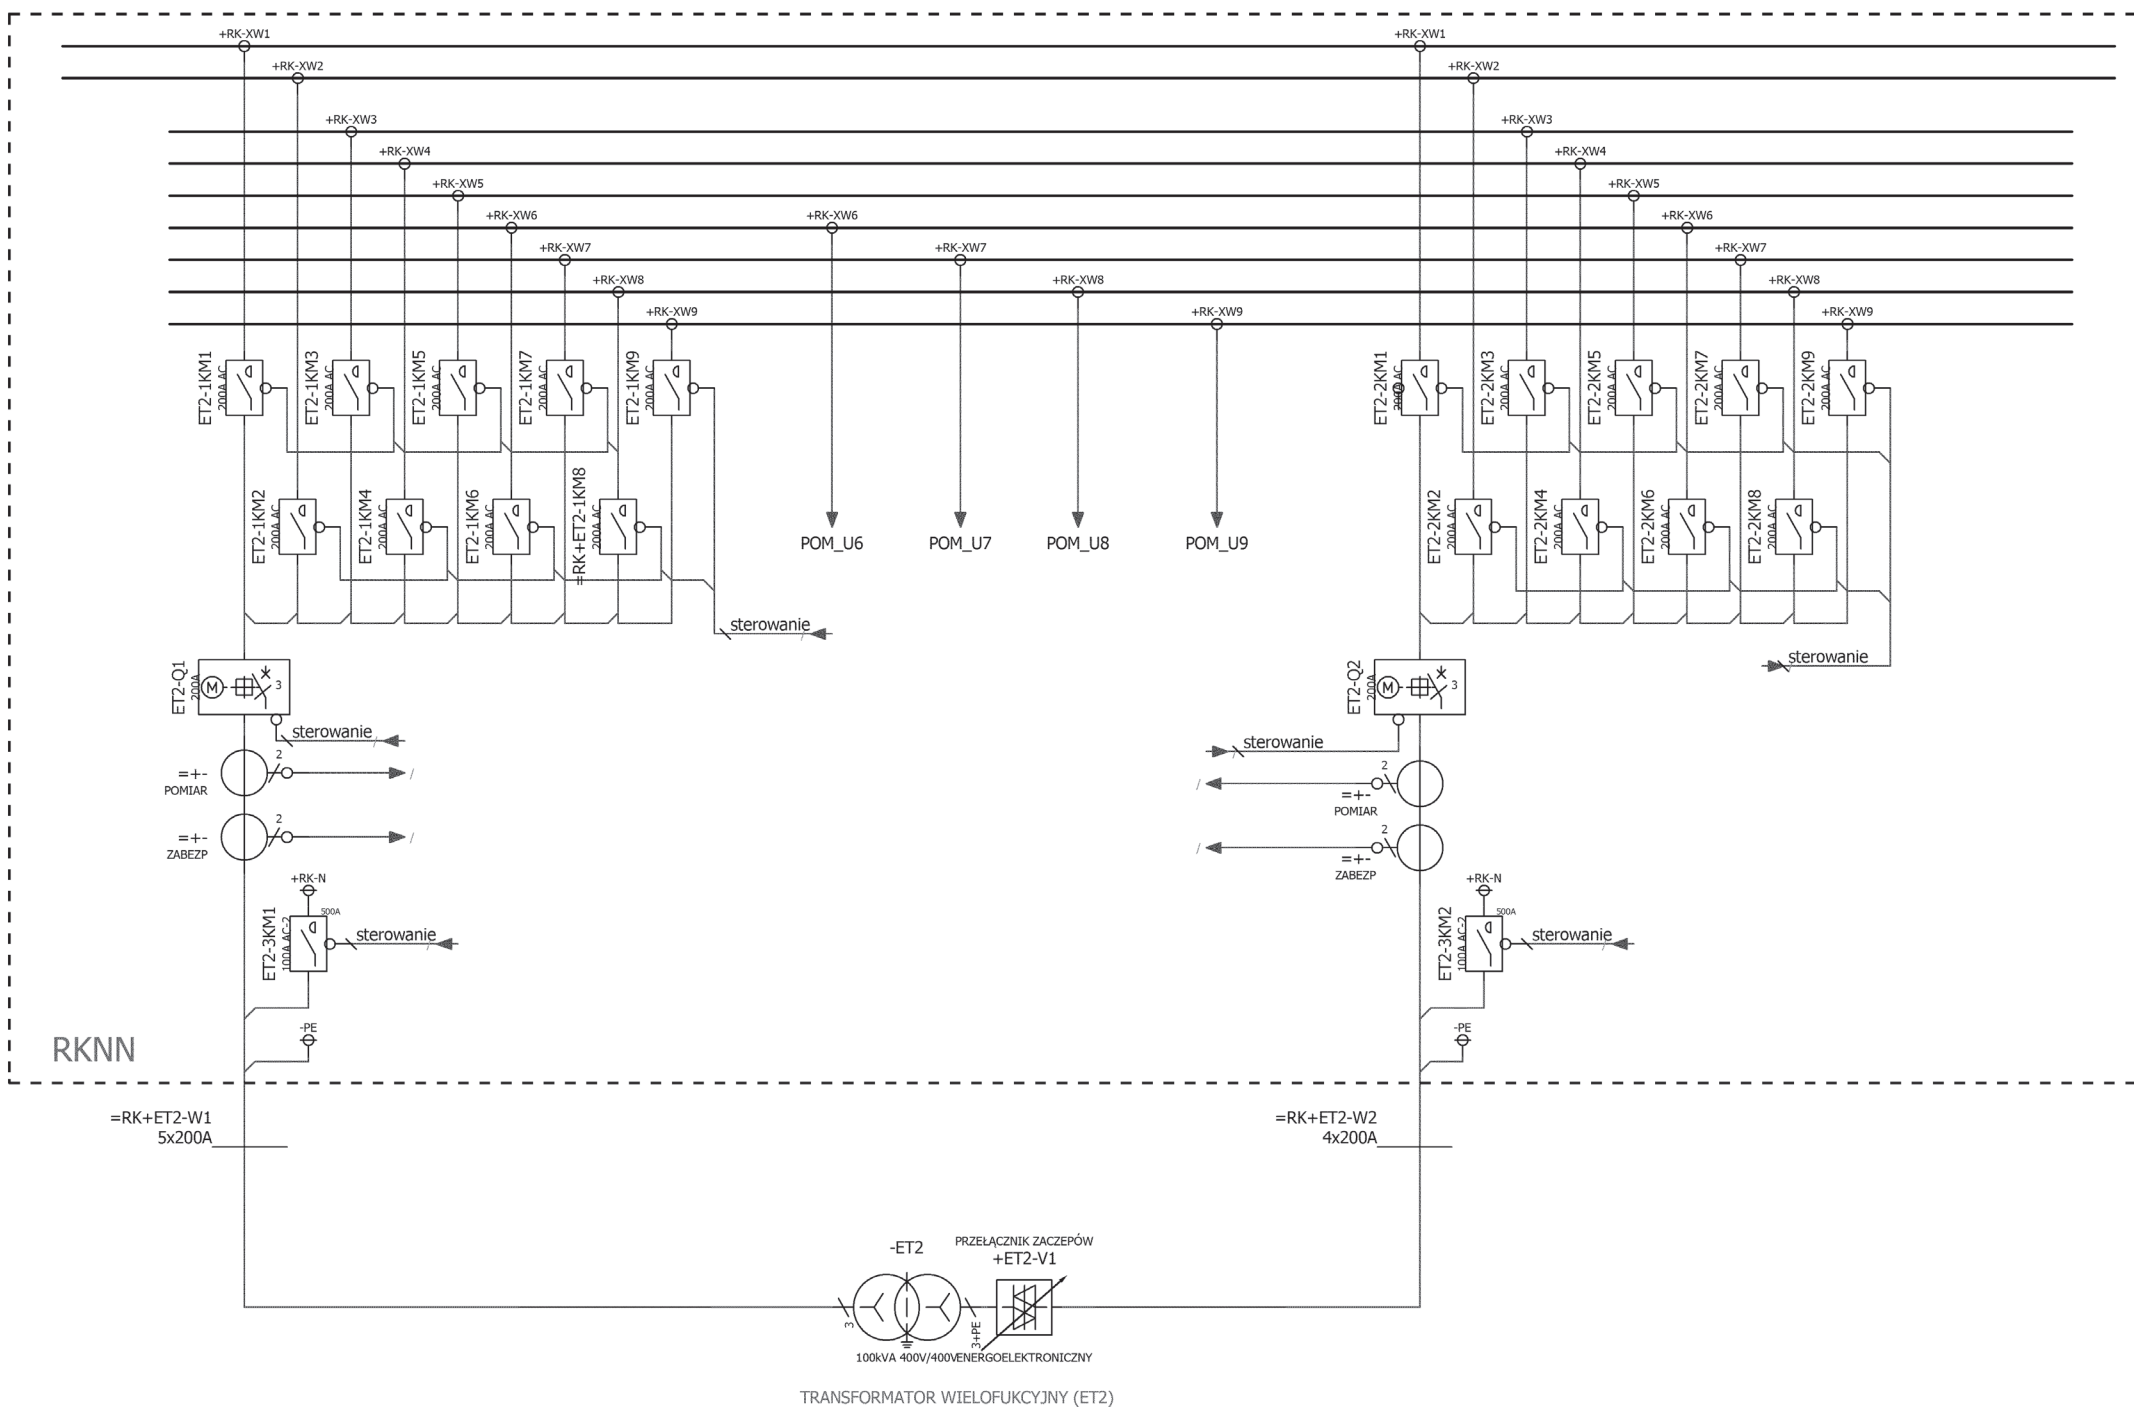 +RK-XW1 +RK-XW1
+RK-XW2 +RK-XW2
+RK-XW3 +RK-XW3
+RK-XW4 +RK-XW4
+RK-XW5 +RK-XW5
+RK-XW6 +RK-XW6 +RK-XW6
+RK-XW7 +RK-XW7 +RK-XW7
+RK-XW8 +RK-XW8 +RK-XW8
+RK-XW9 +RK-XW9 +RK-XW9
ET2-1KM1
200A AC
ET2-1KM3
200A AC
ET2-1KM5
200A AC
ET2-1KM7
200A AC
ET2-1KM9
200A AC
ET2-2KM1
200A AC
ET2-2KM3
200A AC
ET2-2KM5
200A AC
ET2-2KM7
200A AC
ET2-2KM9
200A AC
ET2-1KM2
200A AC
ET2-1KM4
200A AC
ET2-1KM6
200A AC
=RK+ET2-1KM8
200A AC
POM_U6 POM_U7 POM_U8 POM_U9
ET2-2KM2
200A AC
ET2-2KM4
200A AC
ET2-2KM6
200A AC
ET2-2KM8
200A AC
sterowanie
/
sterowanie
/
ET2-Q1
200A
M
3
ET2-Q2
200A
M
3
sterowanie
/
sterowanie
/
=+-
POMIAR
2
/
=+-
POMIAR
2
/
=+-
ZABEZP
2
/
=+-
ZABEZP
2
/
+RK-N
500A
ET2-3KM1
100A AC-2
sterowanie
/
+RK-N
500A
ET2-3KM2
100A AC-2
sterowanie
/
-PE -PE
RKNN
=RK+ET2-W1
5x200A
=RK+ET2-W2
4x200A
-ET2
PRZEŁĄCZNIK ZACZEPÓW
+ET2-V1
3
3+PE
100kVA 400V/400V
ENERGOELEKTRONICZNY
TRANSFORMATOR WIELOFUKCYJNY (ET2)